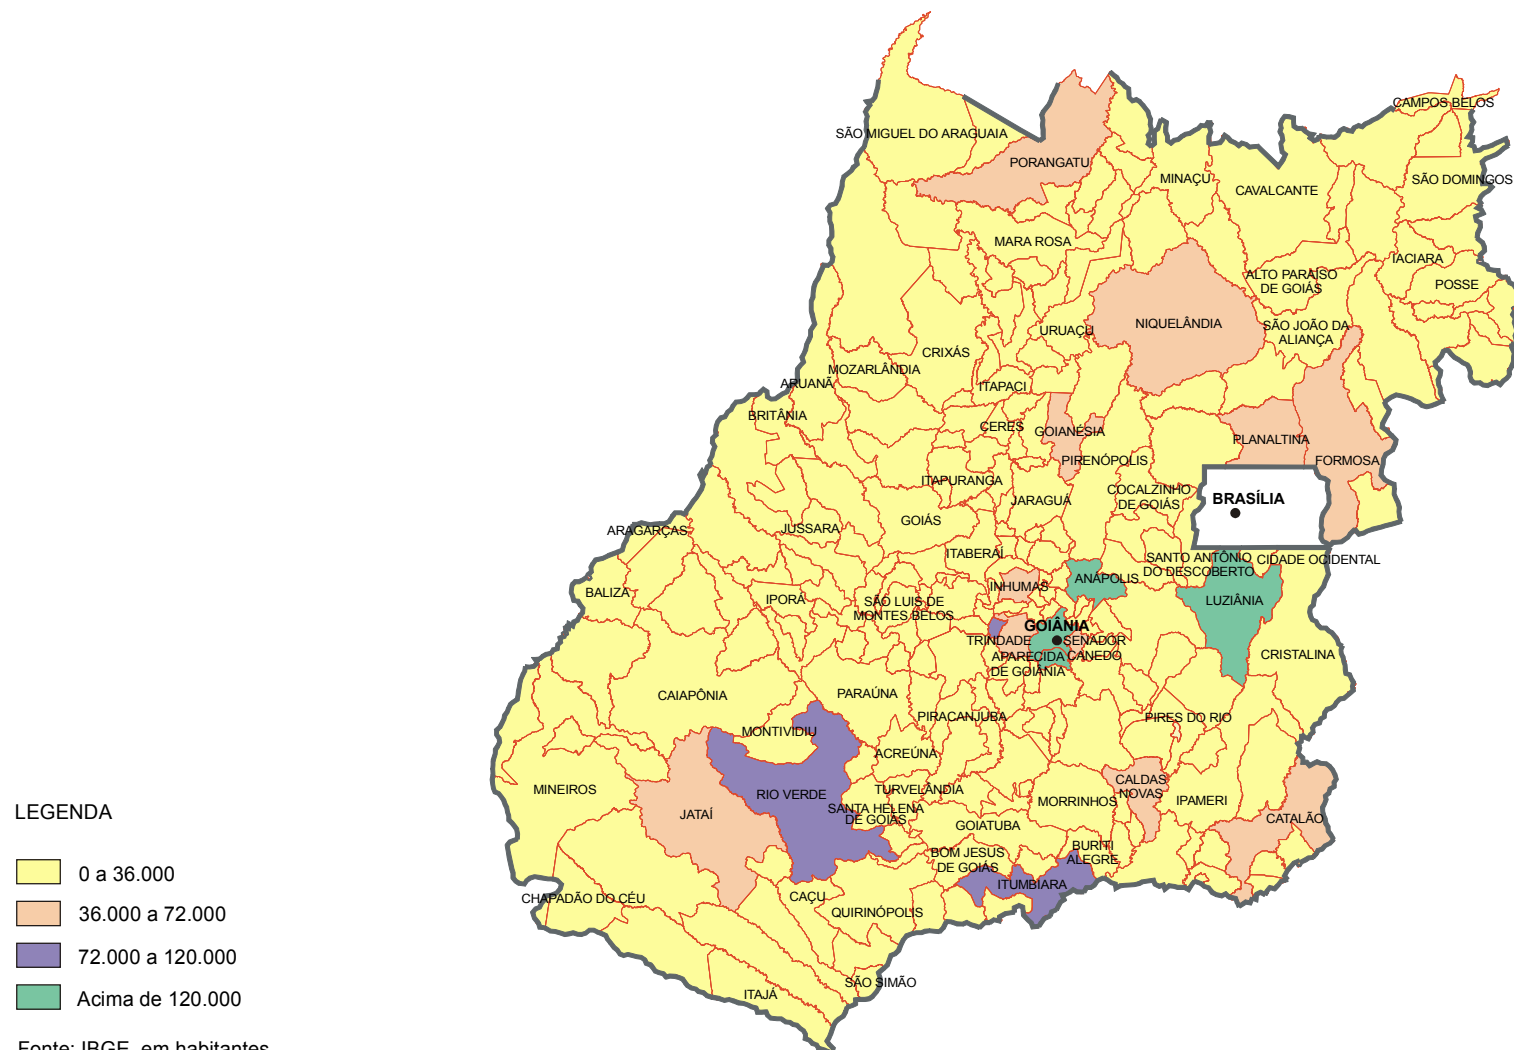 CAMPOS BELOS
SÃO MIGUEL DO ARAGUAIA
PORANGATU
MINAÇU
CAVALCANTE
SÃO DOMINGOS
MARA ROSA
IACIARA
ALTO PARAÍSO
DE GOIÁS
POSSE
NIQUELÂNDIA
URUAÇU
SÃO JOÃO DA
ALIANÇA
CRIXÁS
MOZARLÂNDIA
ARUANÃ
ITAPACI
BRITÂNIA
CERES
GOIANÉSIA
PLANALTINA
PIRENÓPOLIS
FORMOSA
ITAPURANGA
JARAGUÁ
COCALZINHO
DE GOIÁS
BRASÍLIA
GOIÁS
JUSSARA
ARAGARÇAS
ITABERAÍ
SANTO ANTÔNIO
DO DESCOBERTO
CIDADE OCIDENTAL
ANÁPOLIS
INHUMAS
BALIZA
IPORÁ
SÃO LUIS DE
MONTES BELOS
LUZIÂNIA
GOIÂNIA
TRINDADE
SENADOR
CANEDO
APARECIDA
DE GOIÂNIA
CRISTALINA
CAIAPÔNIA
PARAÚNA
PIRACANJUBA
PIRES DO RIO
MONTIVIDIU
ACREÚNA
MINEIROS
RIO VERDE
TURVELÂNDIA
CALDAS
NOVAS
MORRINHOS
IPAMERI
SANTA HELENA
DE GOIÁS
JATAÍ
GOIATUBA
CATALÃO
BOM JESUS
DE GOIÁS
BURITI
ALEGRE
ITUMBIARA
CHAPADÃO DO CÉU
CAÇU
QUIRINÓPOLIS
SÃO SIMÃO
ITAJÁ
LEGENDA
0 a 36.000
36.000 a 72.000
72.000 a 120.000
Acima de 120.000
Fonte: IBGE, em habitantes